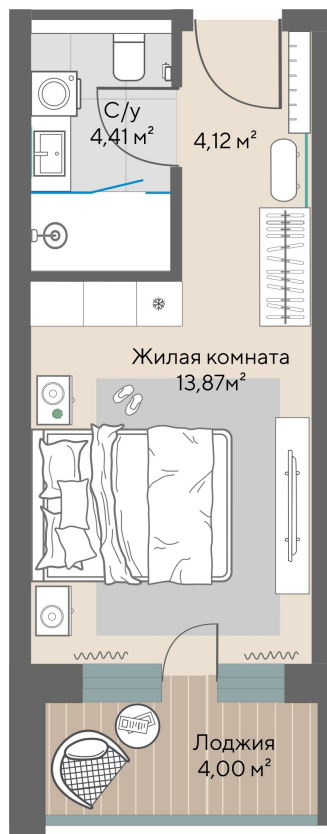 С/у
4,41 м²
4,12 м²
Жилая комната
13,87м²
Лоджия
4,00 м²